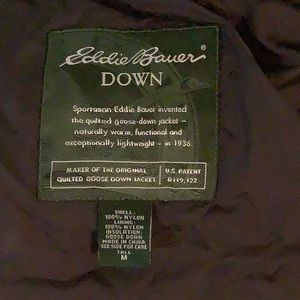 Eddie Bauer®
DOWN
Sportsman Eddie Bauer invented
the quilted goose-down jacket –
naturally warm, functional and
exceptionally lightweight – in 1936.
MAKER OF THE ORIGINAL
QUILTED GOOSE DOWN JACKET
U.S. PATENT
D119,122
SHELL:
100% NYLON
LINING:
100% NYLON
INSULATION:
GOOSE DOWN
MADE IN CHINA
SEE SIDE FOR CARE
TALL
M